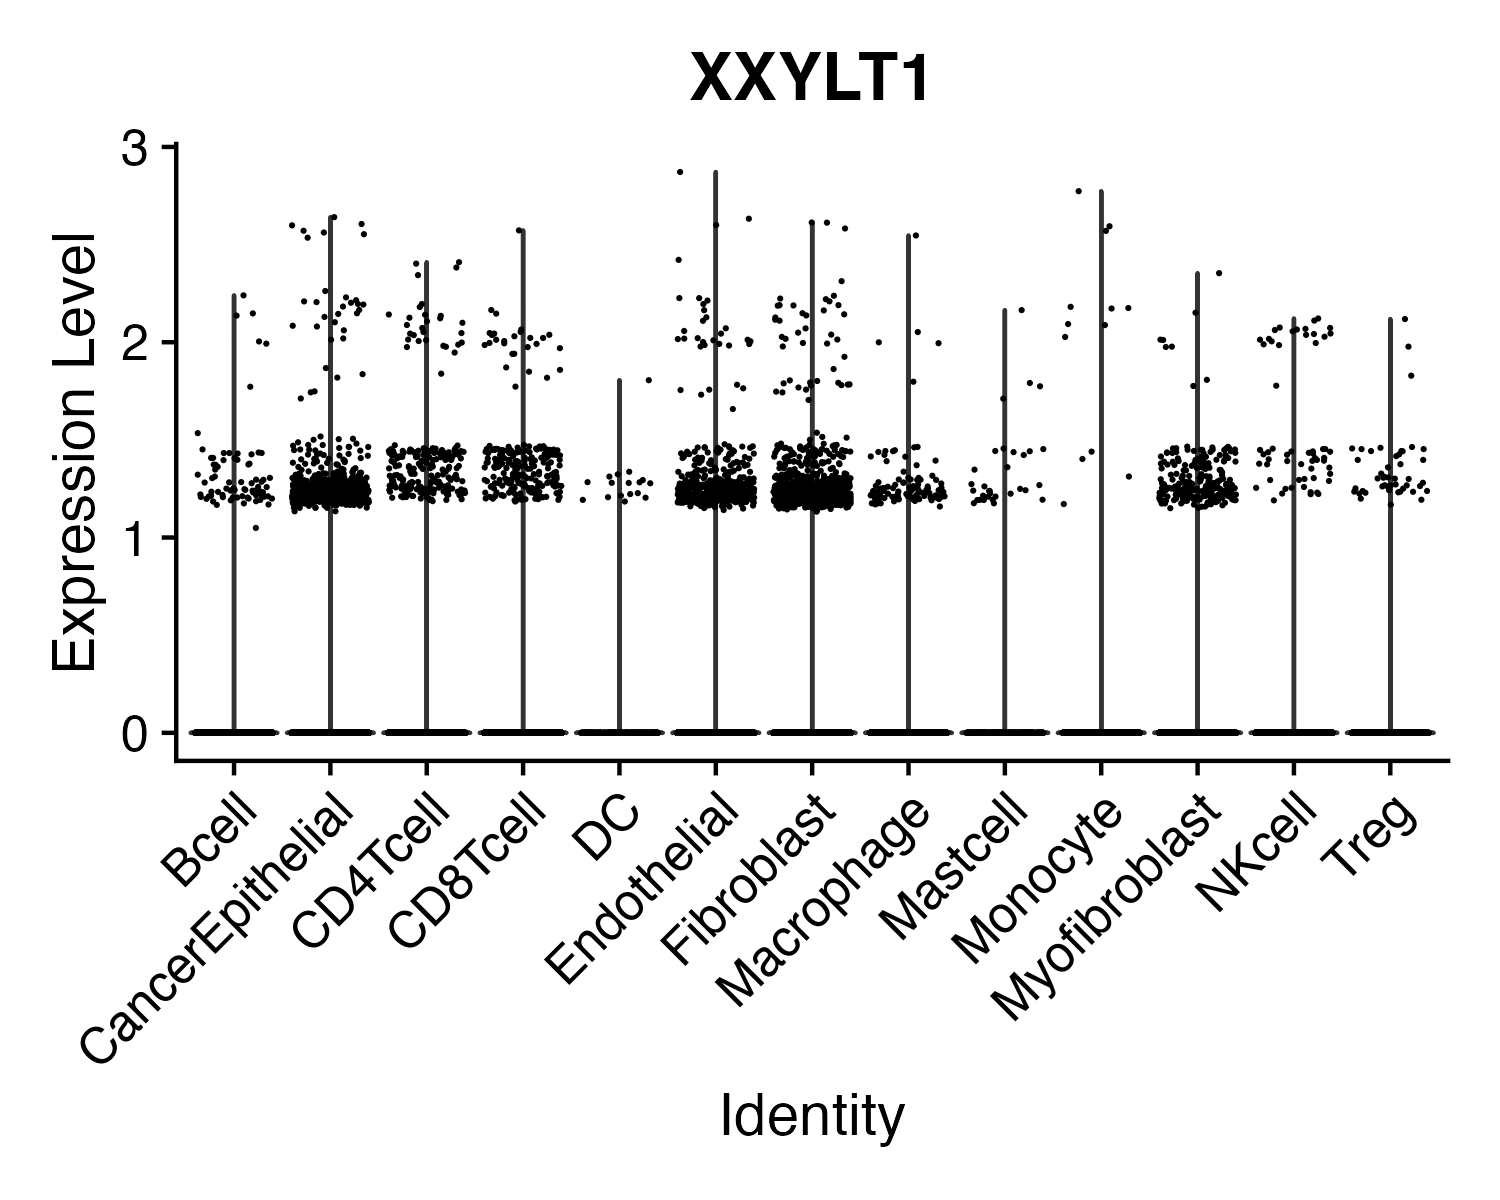 XXYLT1
Expression Level
3
2
1
0
Bcell
CancerEpithelial
CD4Tcell
CD8Tcell
DC
Endothelial
Fibroblast
Macrophage
Mastcell
Monocyte
Myofibroblast
NKcell
Treg
Identity